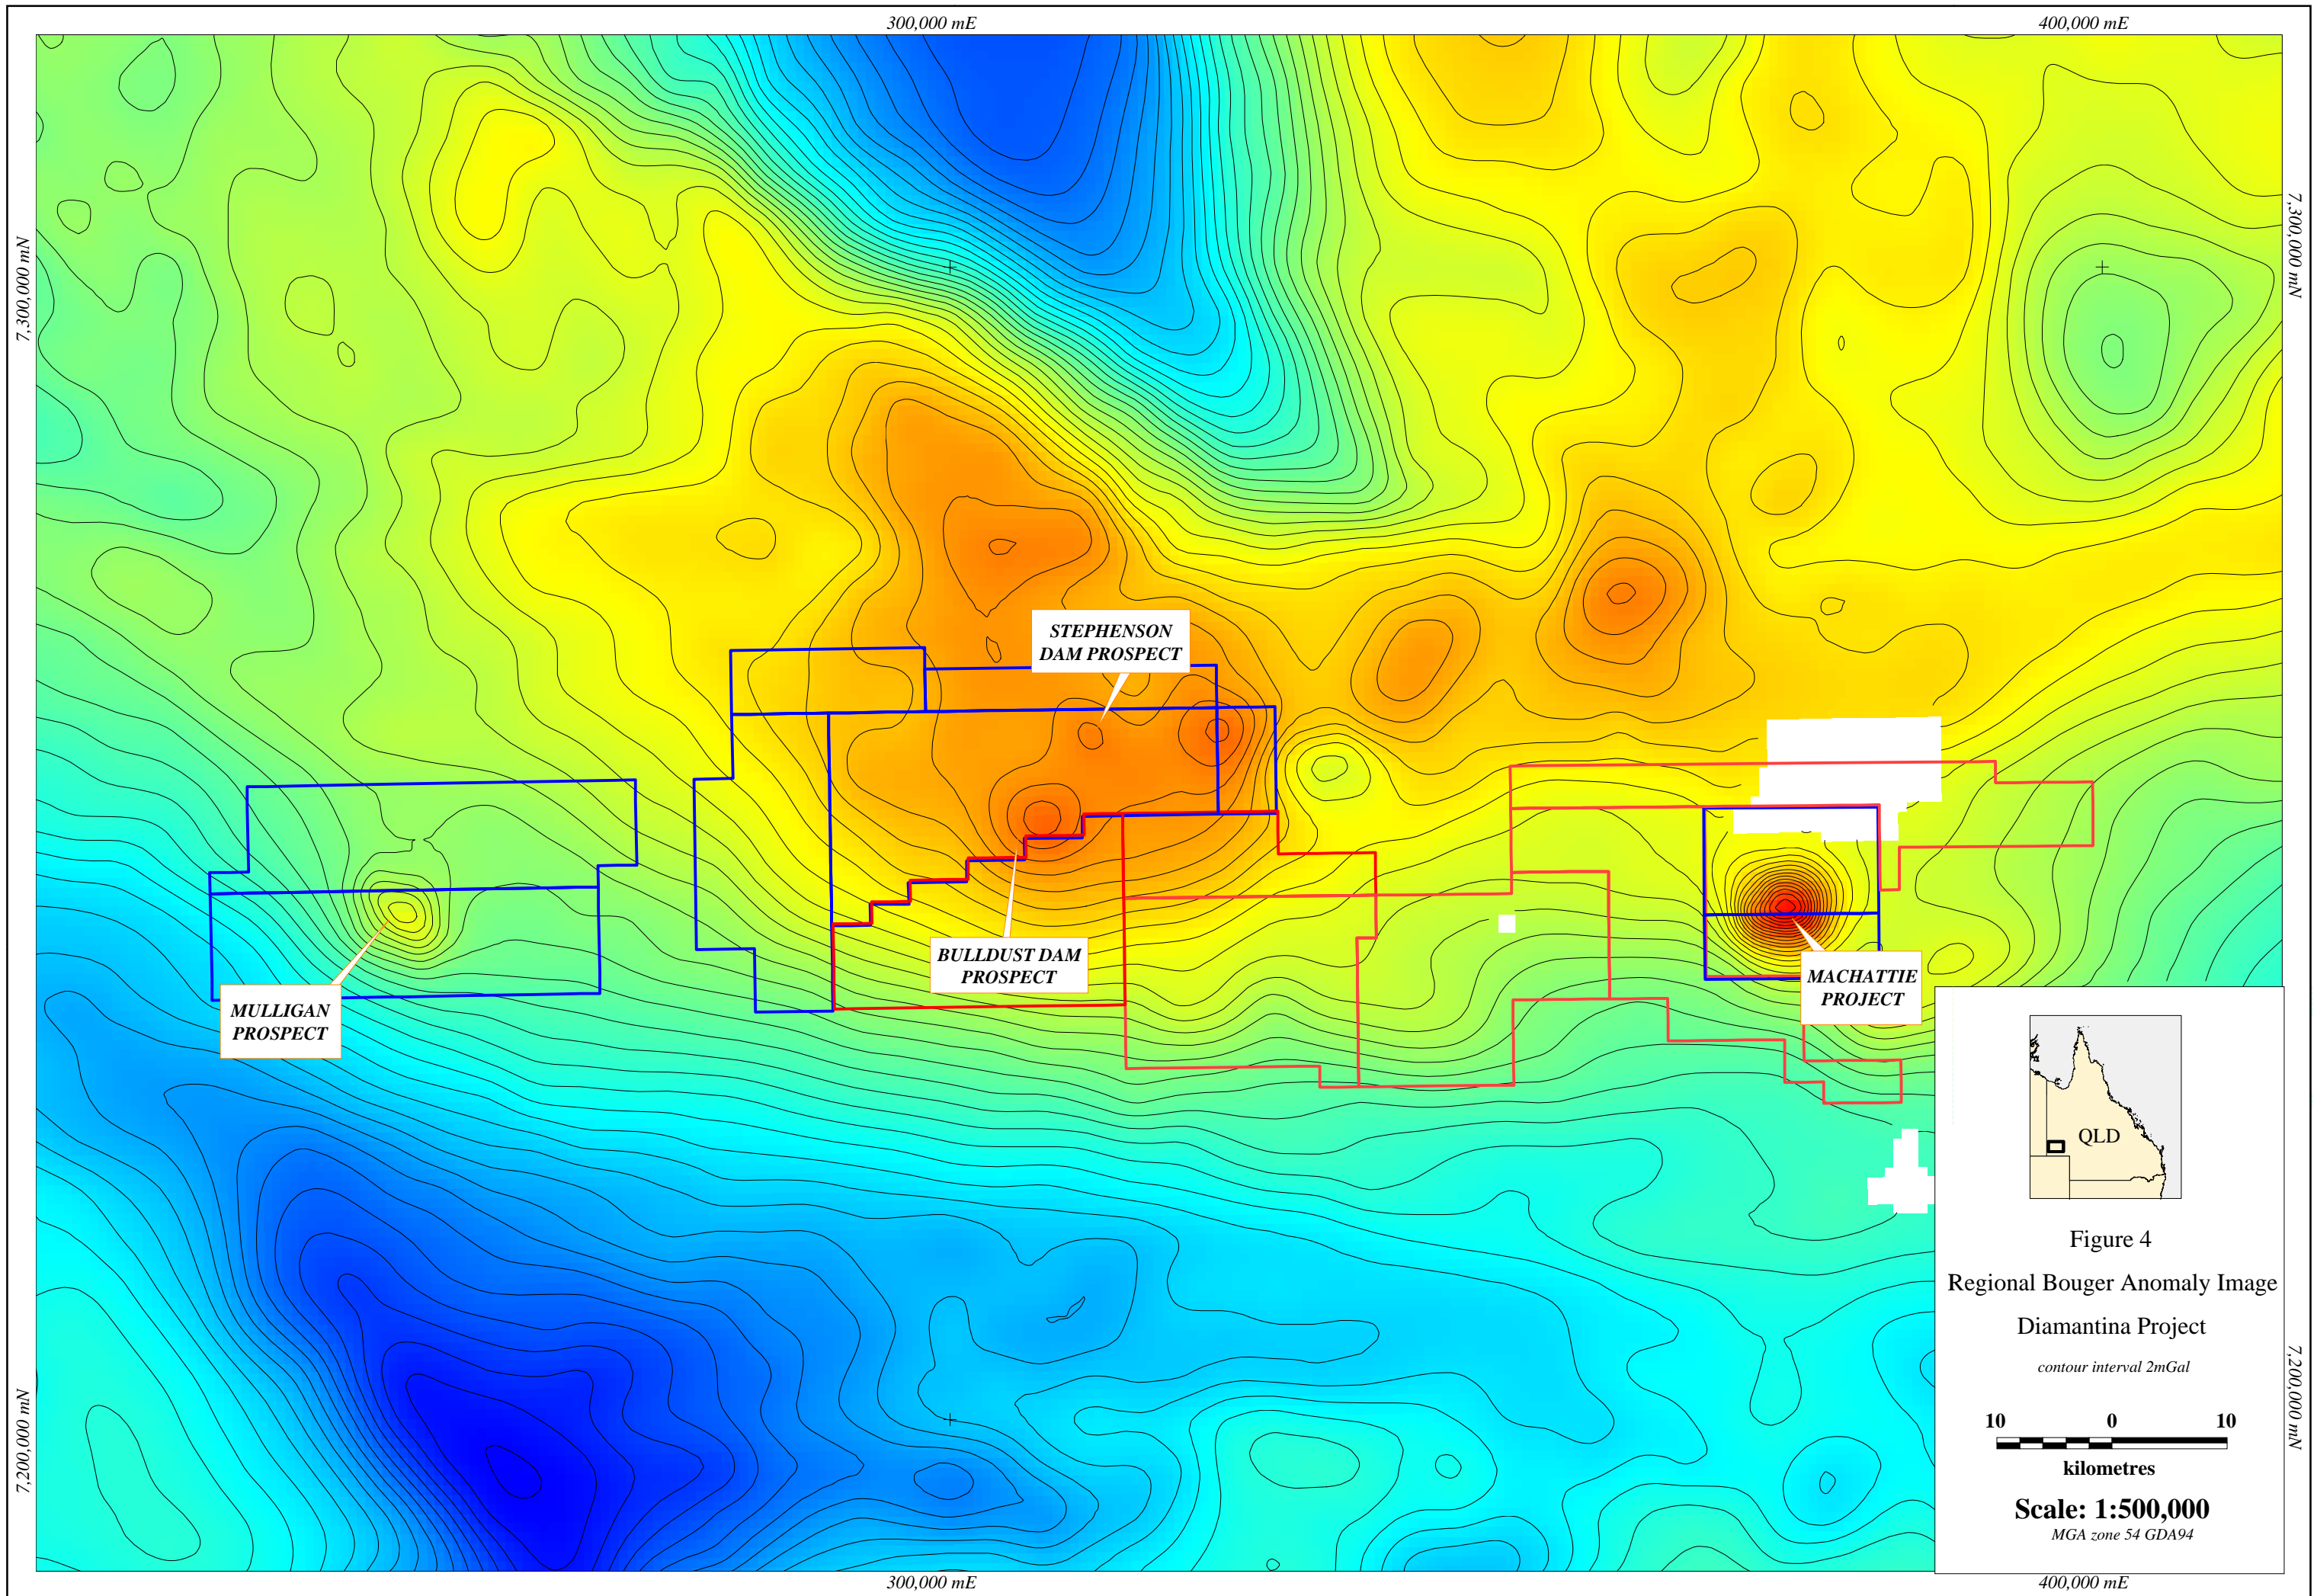 300,000 mE
400,000 mE
7,300,000 mN
7,300,000 mN
STEPHENSON
DAM PROSPECT
BULLDUST DAM
PROSPECT
MULLIGAN
PROSPECT
MACHATTIE
PROJECT
QLD
Figure 4
Regional Bouger Anomaly Image
Diamantina Project
contour interval 2mGal
10 0 10
kilometres
Scale: 1:500,000
MGA zone 54 GDA94
7,200,000 mN
7,200,000 mN
300,000 mE
400,000 mE